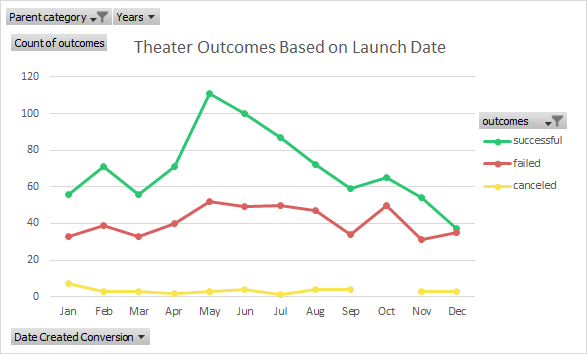 Parent category Years
Count of outcomes
Theater Outcomes Based on Launch Date
120
100
80
60
40
20
0
Jan Feb Mar Apr May Jun Jul Aug Sep Oct Nov Dec
outcomes
successful
failed
canceled
Date Created Conversion